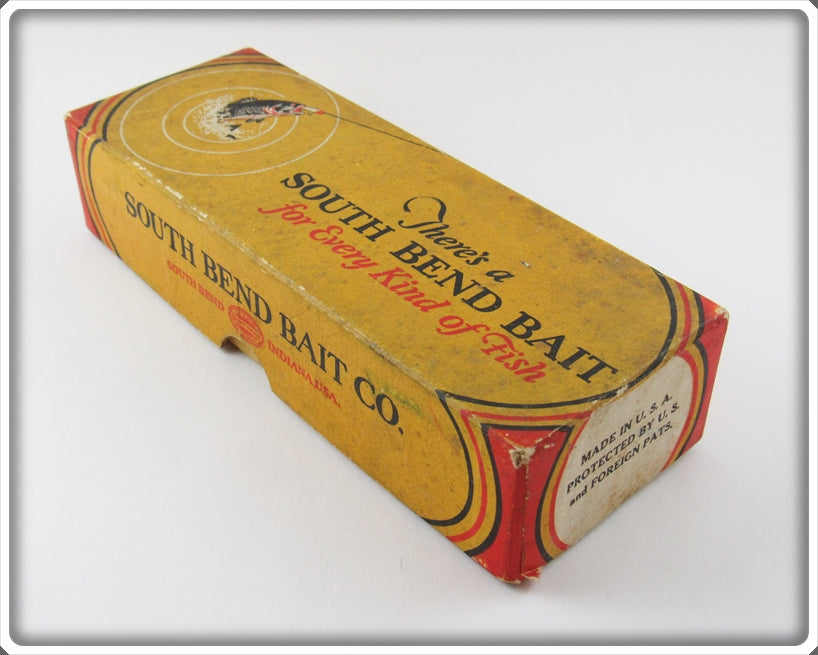 There's a
SOUTH BEND BAIT
for Every Kind of Fish
SOUTH BEND BAIT CO.
SOUTH BEND INDIANA, U.S.A.
MADE IN U. S. A.
PROTECTED BY U. S.
and FOREIGN PATS.